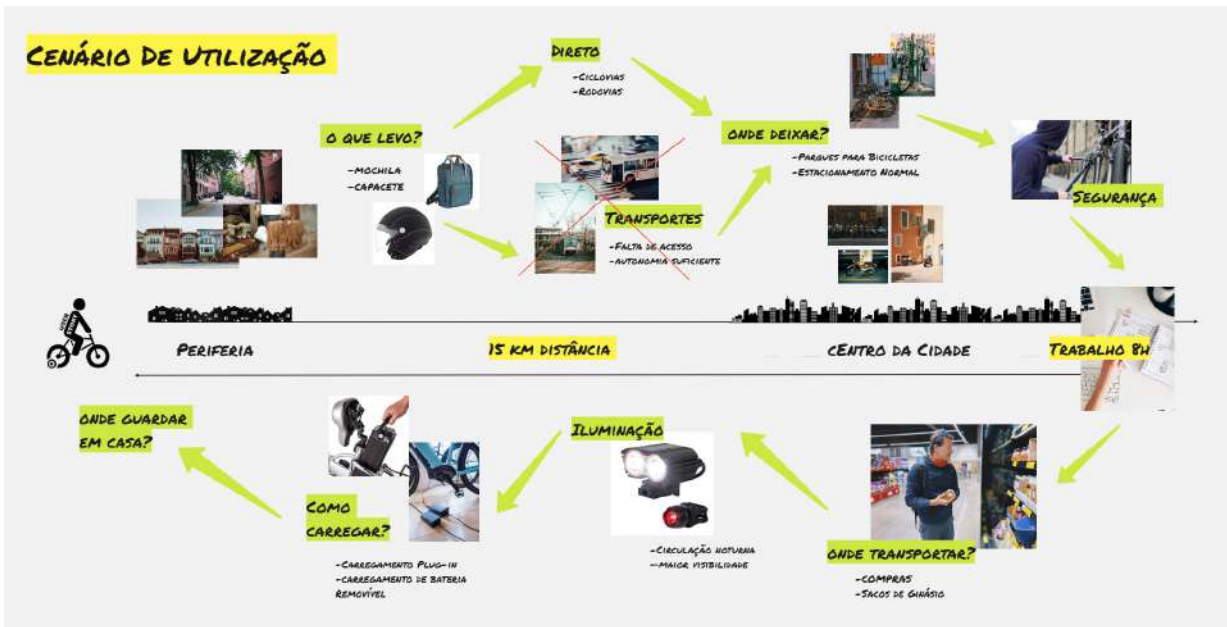 CENÁRIO DE UTILIZAÇÃO
DIRETO
-CICLOVIAS
-RODOVIAS
O QUE LEVO?
-MOCHILA
-CAPACETE
TRANSPORTES
-FALTA DE ACESSO
-AUTONOMIA SUFICIENTE
ONDE DEIXAR?
-PARQUES PARA BICICLETAS
-ESTACIONAMENTO NORMAL
SEGURANÇA
PERIFERIA
15 KM DISTÂNCIA
CENTRO DA CIDADE
TRABALHO 8H
ONDE GUARDAR
EM CASA?
COMO
CARREGAR?
-CARREGAMENTO PLUG-IN
-CARREGAMENTO DE BATERIA
REMOVÍVEL
ILUMINAÇÃO
-CIRCULAÇÃO NOTURNA
-MAIOR VISIBILIDADE
ONDE TRANSPORTAR?
-COMPRAS
-SACOS DE GINÁSIO